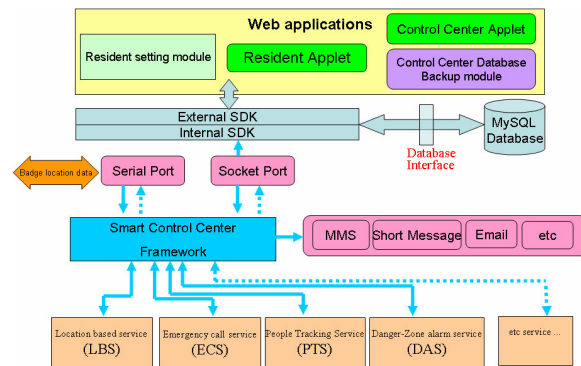 Web applications
Resident setting module
Resident Applet
Control Center Applet
Control Center Database
Backup module
External SDK
Internal SDK
Database
Interface
MySQL
Database
Badge location data
Serial Port
Socket Port
Smart Control Center
Framework
MMS
Short Message
Email
etc
Location based service
(LBS)
Emergency call service
(ECS)
People Tracking Service
(PTS)
Danger-Zone alarm service
(DAS)
etc service ...